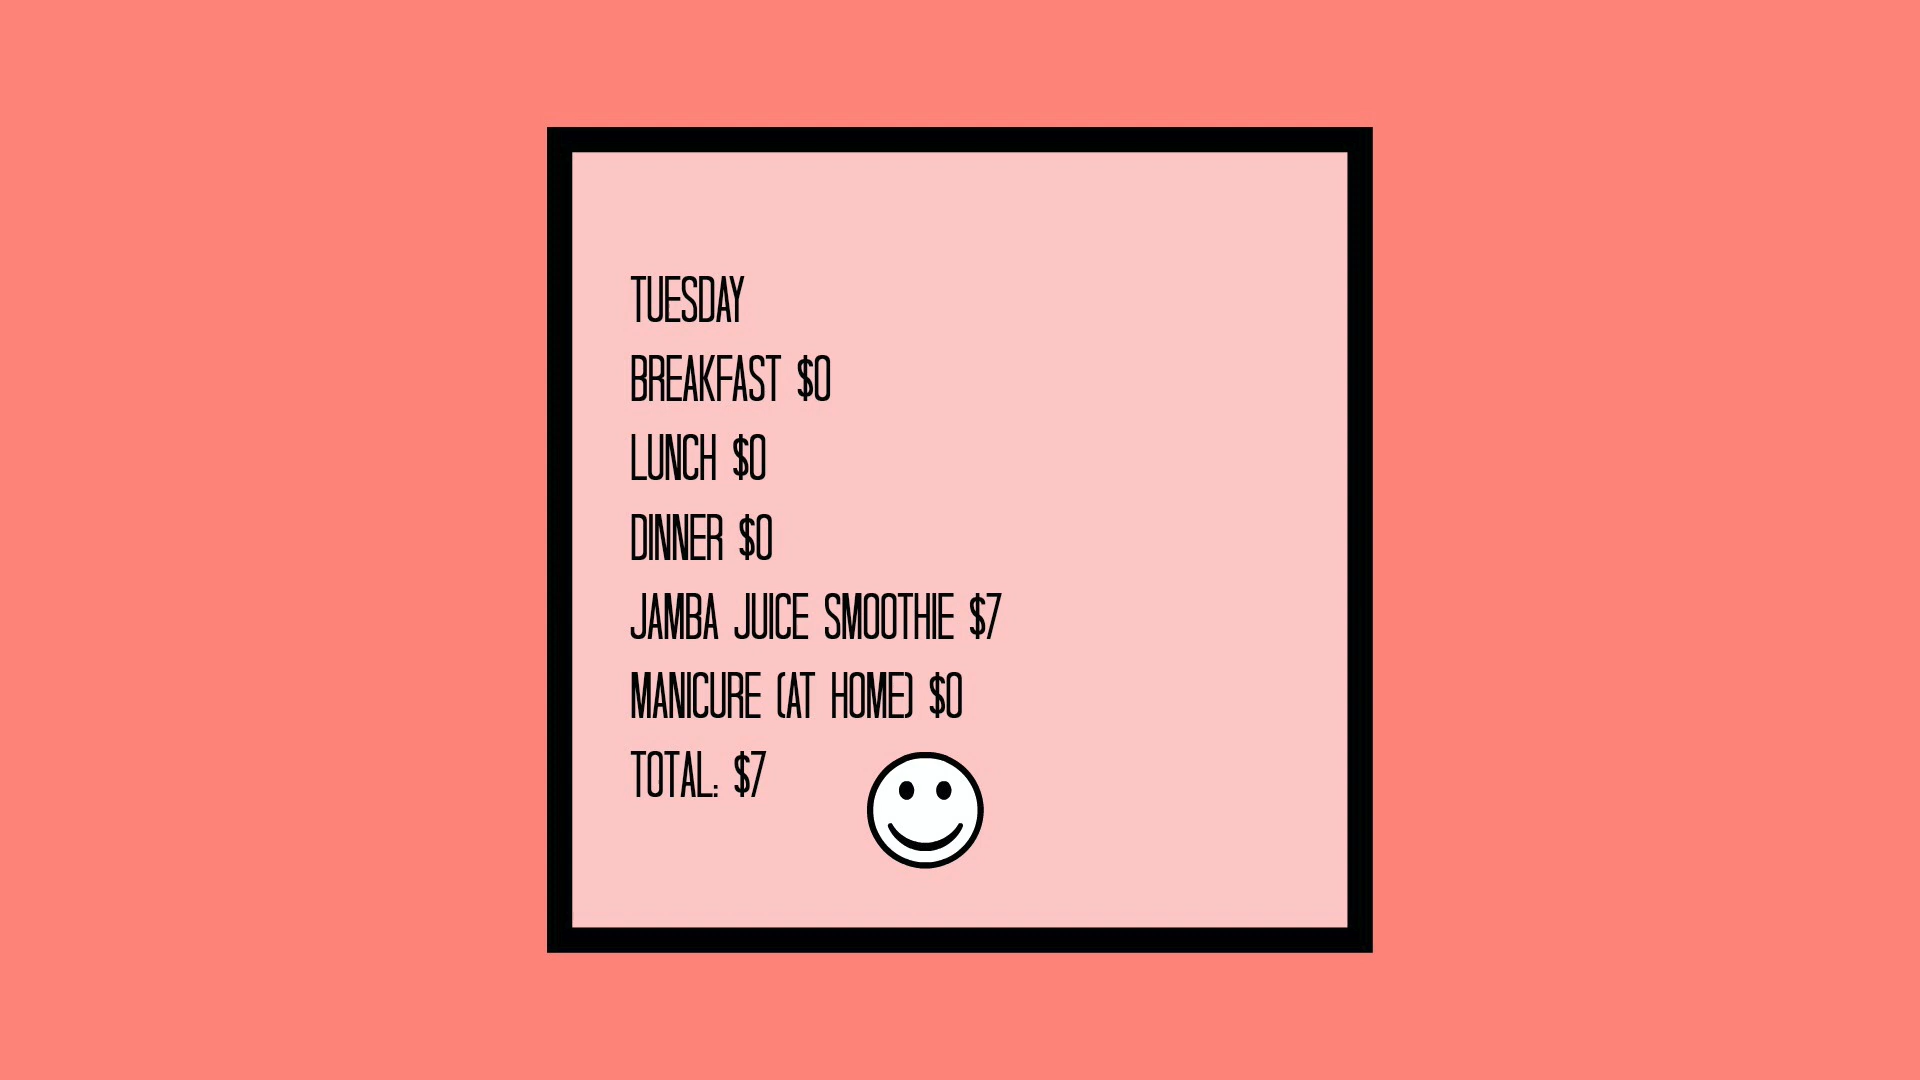 TUESDAY
BREAKFAST $0
LUNCH $0
DINNER $0
JAMBA JUICE SMOOTHIE $7
MANICURE (AT HOME) $0
TOTAL: $7